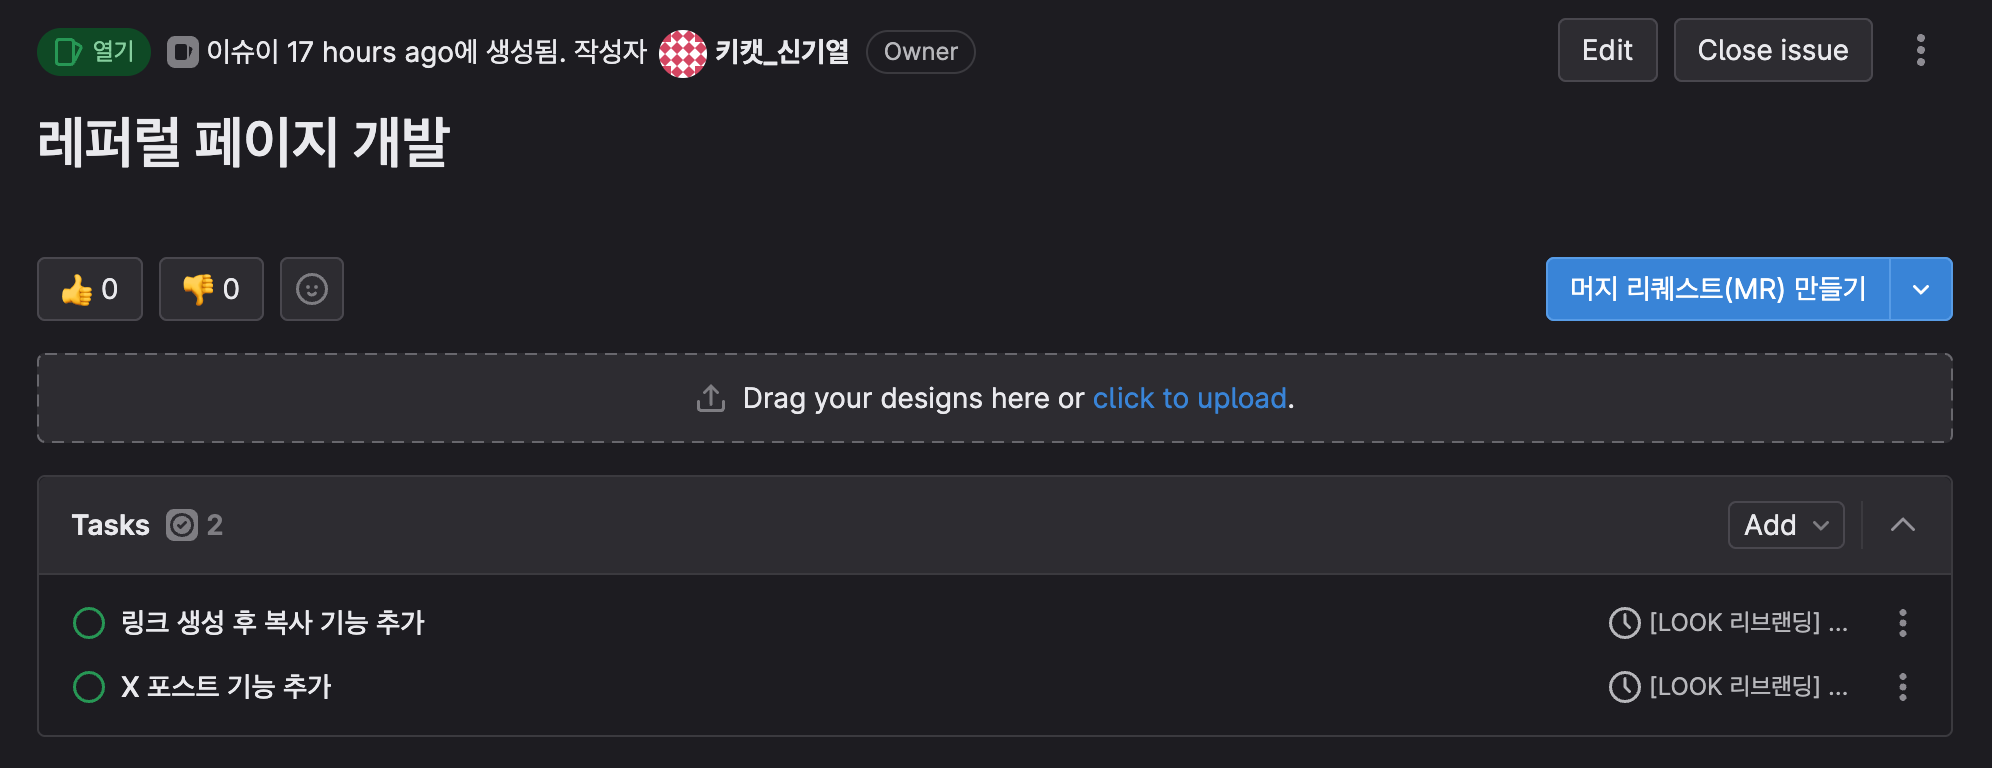 열기 이슈이 17 hours ago에 생성됨. 작성자 키캣_신기열 Owner Edit Close issue
레퍼럴 페이지 개발
0 0 머지 리퀘스트(MR) 만들기
Drag your designs here or click to upload.
Tasks 2 Add
링크 생성 후 복사 기능 추가 [LOOK 리브랜딩] ...
X 포스트 기능 추가 [LOOK 리브랜딩] ...